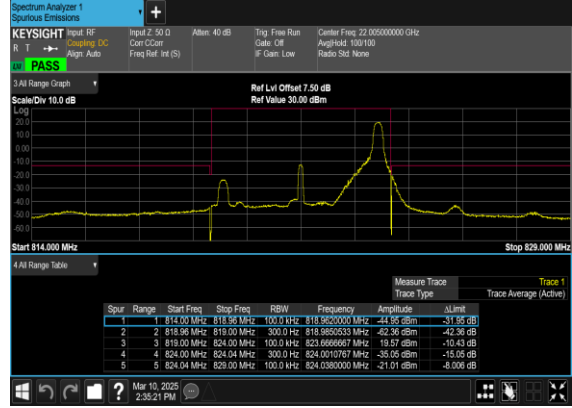 Spectrum Analyzer 1
Spurious Emissions
KEYSIGHT Input: RF Input Z: 50 Ω Atten: 40 dB Trig: Free Run Center Freq: 22.005000000 GHz
R T Coupling: DC Corr CCorr Gate: Off Avg|Hold: 100/100
Align: Auto Freq Ref: Int (S) IF Gain: Low Radio Std: None
PASS
3 All Range Graph
Ref Lvl Offset 7.50 dB
Scale/Div 10.0 dB Ref Value 30.00 dBm
Log
20.0
10.0
0.00
-10.0
-20.0
-30.0
-40.0
-50.0
-60.0
Start 814.000 MHz Stop 829.000 MHz
4 All Range Table
Measure Trace Trace 1
Trace Type Trace Average (Active)
Spur Range Start Freq Stop Freq RBW Frequency Amplitude ΔLimit
1 1 814.00 MHz 818.96 MHz 100.0 kHz 818.9620000 MHz -44.95 dBm -31.95 dB
2 2 818.96 MHz 819.00 MHz 300.0 Hz 818.9850533 MHz -62.36 dBm -42.36 dB
3 3 819.00 MHz 824.00 MHz 100.0 kHz 823.6666667 MHz 19.57 dBm -10.43 dB
4 4 824.00 MHz 824.04 MHz 300.0 Hz 824.0010767 MHz -35.05 dBm -15.05 dB
5 5 824.04 MHz 829.00 MHz 100.0 kHz 824.0380000 MHz -21.01 dBm -8.006 dB
Mar 10, 2025
2:35:21 PM